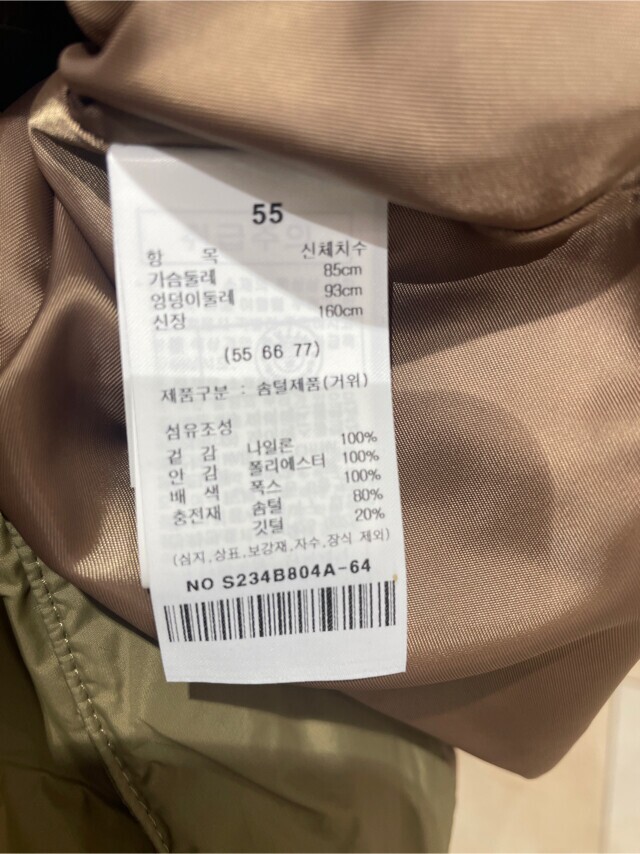 55
항 목 신체치수
가슴둘레 85cm
엉덩이둘레 93cm
신장 160cm
(55 66 77)
제품구분 : 솜털제품(거위)
섬유조성
겉 감 나일론 100%
안 감 폴리에스터 100%
배 색 폭스 100%
충전재 솜털 80%
깃털 20%
(심지,상표,보강재,자수,장식 제외)
NO S234B804A-64